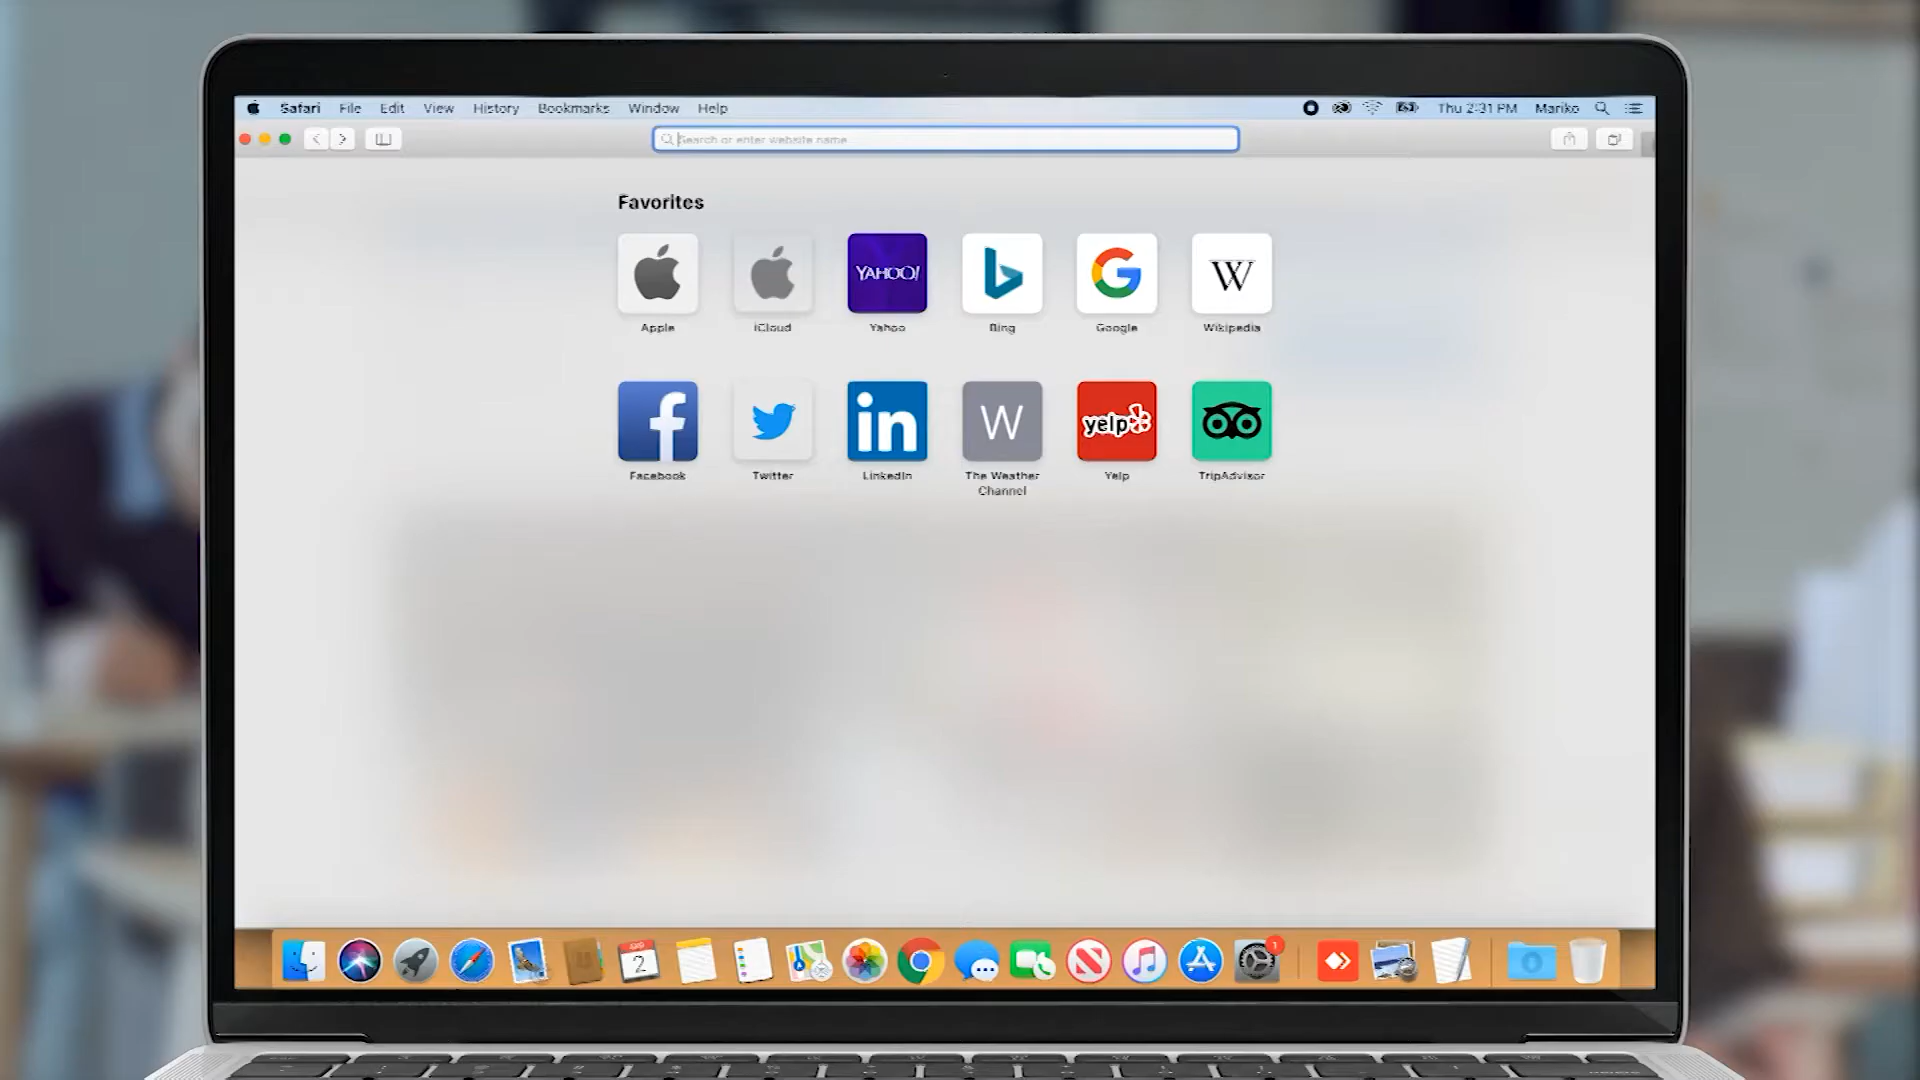 Safari File Edit View History Bookmarks Window Help Thu 2:31 PM Mariko
Search or enter website name
Favorites
YAHOO!
W
Apple iCloud Yahoo Bing Google Wikipedia
f
in
W
yelp
Facebook Twitter LinkedIn The Weather Channel Yelp TripAdvisor
2
1